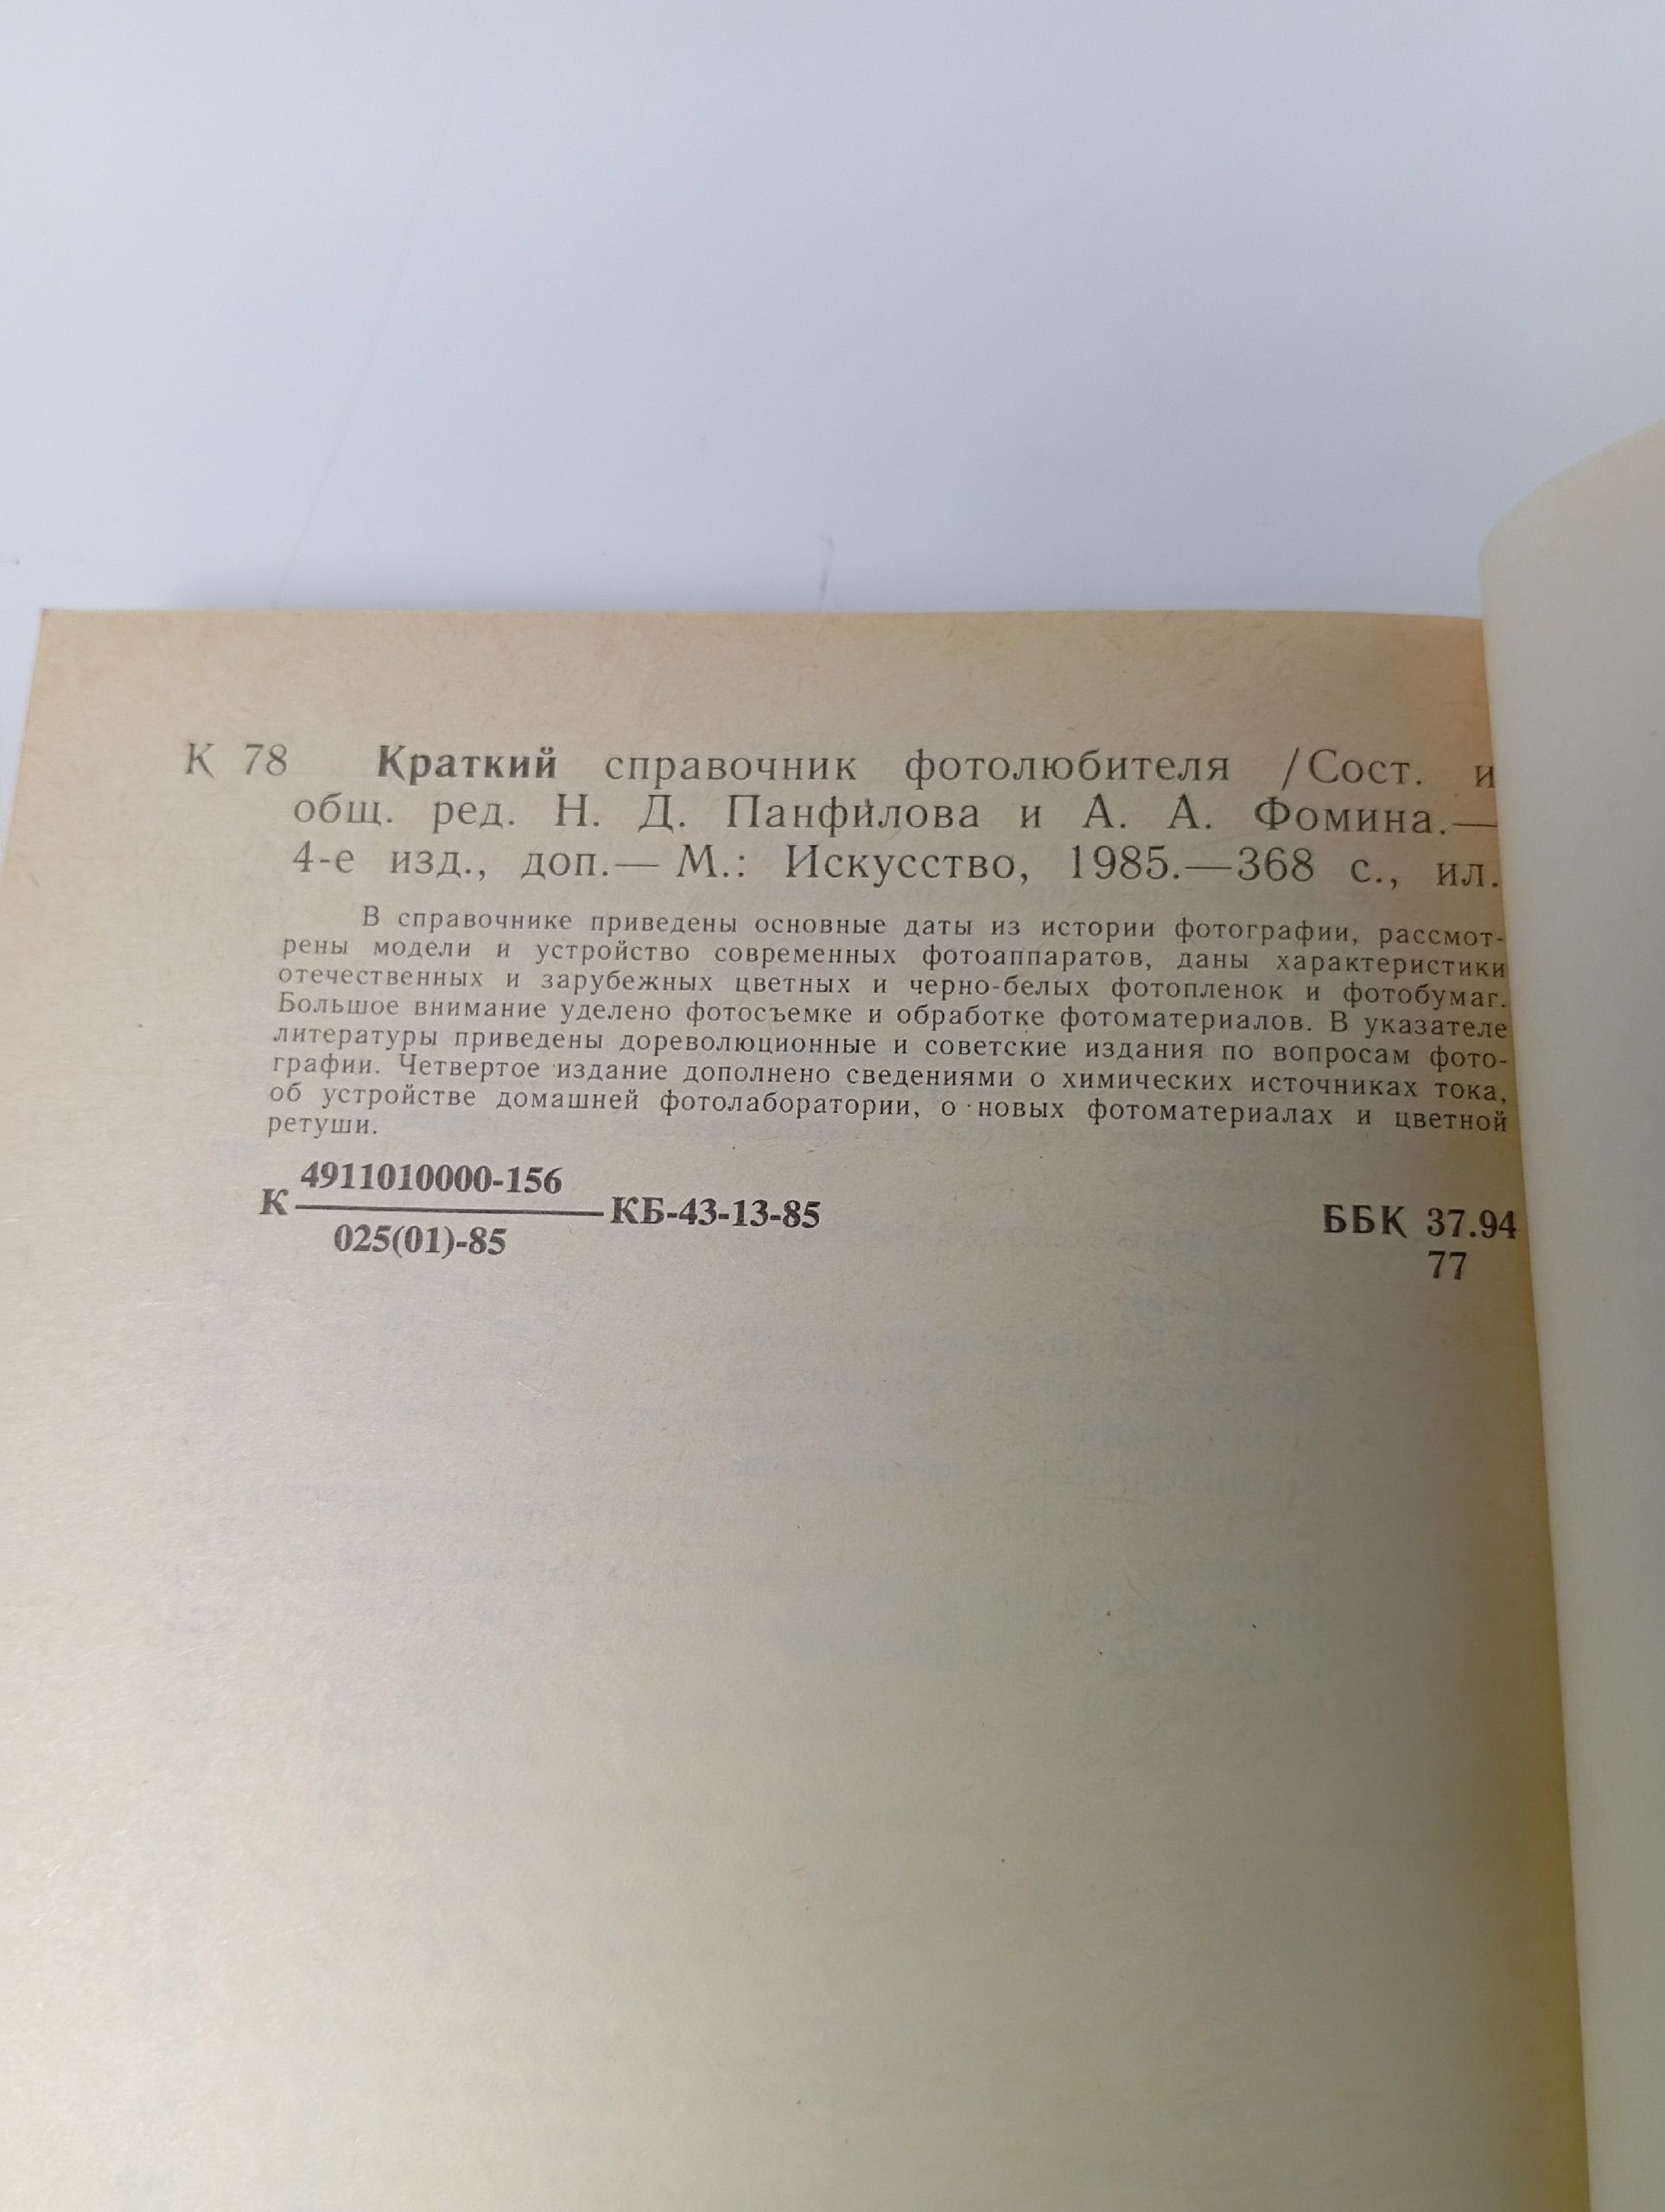 К 78 Краткий справочник фотолюбителя /Сост. и
общ. ред. Н. Д. Панфилова и А. А. Фомина.—
4-е изд., доп.— М.: Искусство, 1985.—368 с., ил.
В справочнике приведены основные даты из истории фотографии, рассмот-
рены модели и устройство современных фотоаппаратов, даны характеристики
отечественных и зарубежных цветных и черно-белых фотопленок и фотобумаг.
Большое внимание уделено фотосъемке и обработке фотоматериалов. В указателе
литературы приведены дореволюционные и советские издания по вопросам фото-
графии. Четвертое издание дополнено сведениями о химических источниках тока,
об устройстве домашней фотолаборатории, о новых фотоматериалах и цветной
ретуши.
4911010000-156
К КБ-43-13-85 ББК 37.94
025(01)-85 77